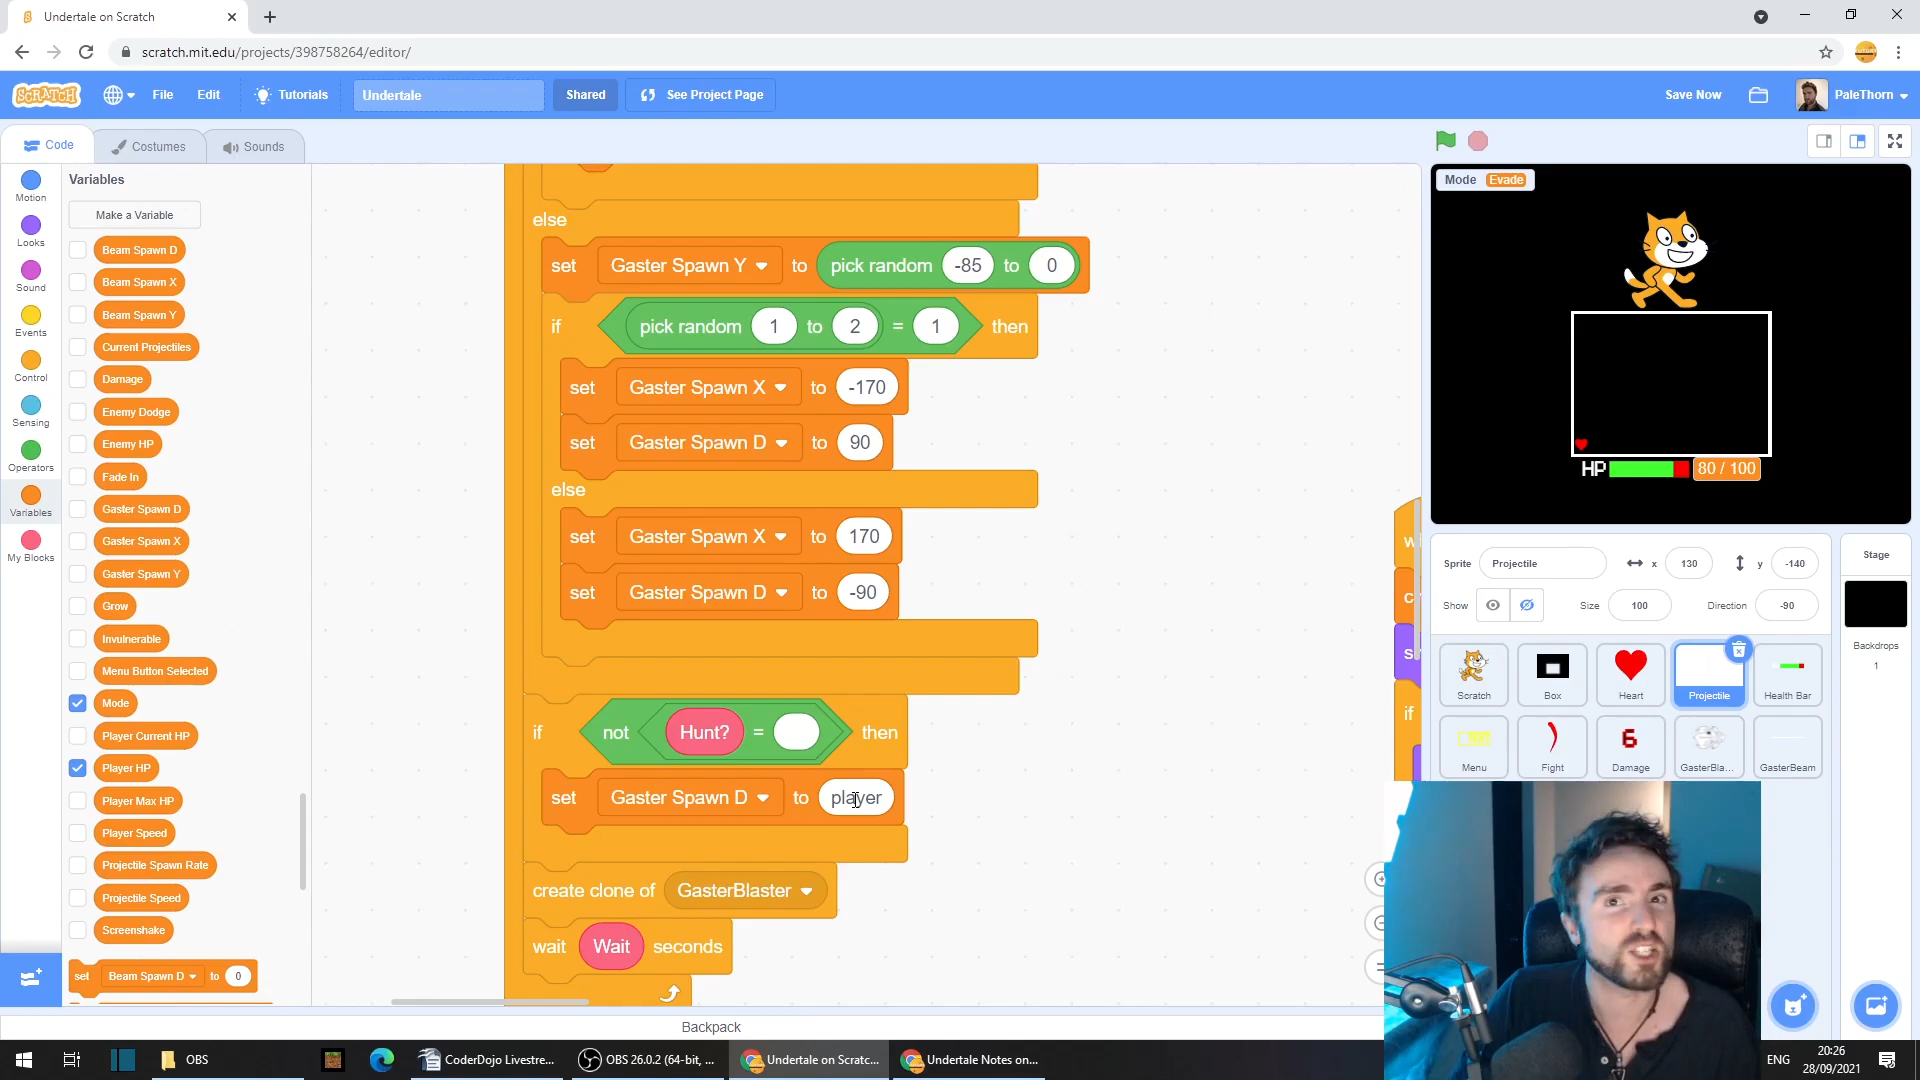 Undertale on Scratch
scratch.mit.edu/projects/398758264/editor/
SCRATCH
File
Edit
Tutorials
Undertale
Shared
See Project Page
Save Now
PaleThorn
Code
Costumes
Sounds
Motion
Looks
Sound
Events
Control
Sensing
Operators
Variables
My Blocks
Variables
Make a Variable
Beam Spawn D
Beam Spawn X
Beam Spawn Y
Current Projectiles
Damage
Enemy Dodge
Enemy HP
Fade In
Gaster Spawn D
Gaster Spawn X
Gaster Spawn Y
Grow
Invulnerable
Menu Button Selected
Mode
Player Current HP
Player HP
Player Max HP
Player Speed
Projectile Spawn Rate
Projectile Speed
Screenshake
set Beam Spawn D to 0
else
set Gaster Spawn Y to pick random -85 to 0
if pick random 1 to 2 = 1 then
set Gaster Spawn X to -170
set Gaster Spawn D to 90
else
set Gaster Spawn X to 170
set Gaster Spawn D to -90
if not Hunt? = then
set Gaster Spawn D to player
create clone of GasterBlaster
wait Wait seconds
if
Mode Evade
HP 80 / 100
Sprite Projectile x 130 y -140
Show Size 100 Direction -90
Scratch
Box
Heart
Projectile
Health Bar
Menu
Fight
6
Damage
GasterBla...
GasterBeam
Stage
Backdrops
1
Backpack
OBS
CoderDojo Livestre...
OBS 26.0.2 (64-bit, ...
Undertale on Scratc...
Undertale Notes on...
ENG
20:26
28/09/2021